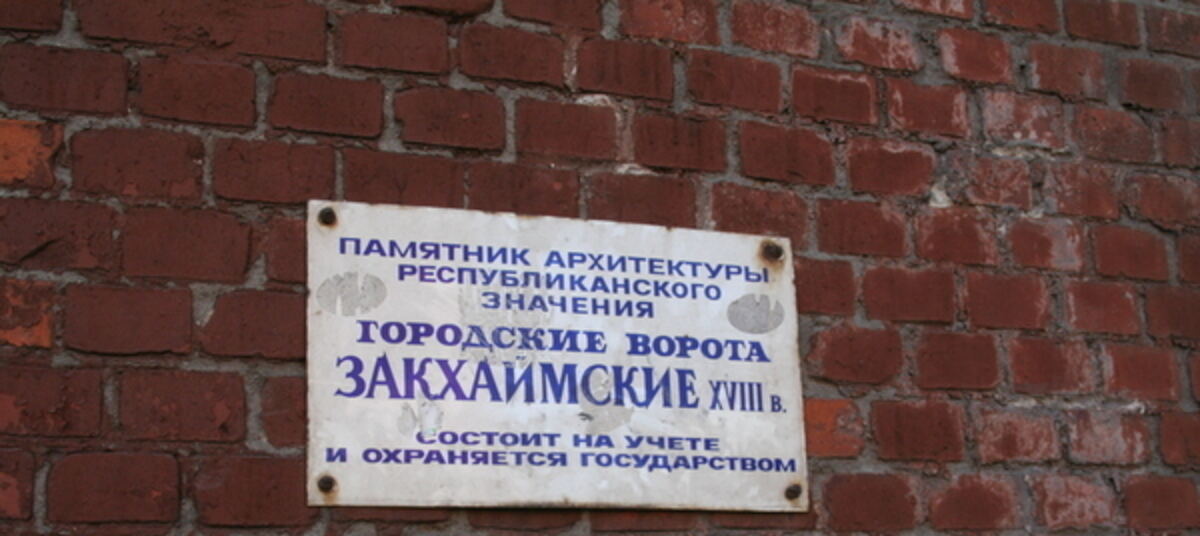 ПАМЯТНИК АРХИТЕКТУРЫ
РЕСПУБЛИКАНСКОГО
ЗНАЧЕНИЯ
ГОРОДСКИЕ ВОРОТА
ЗАКХАЙМСКИЕ XVIII В.
СОСТОИТ НА УЧЕТЕ
И ОХРАНЯЕТСЯ ГОСУДАРСТВОМ